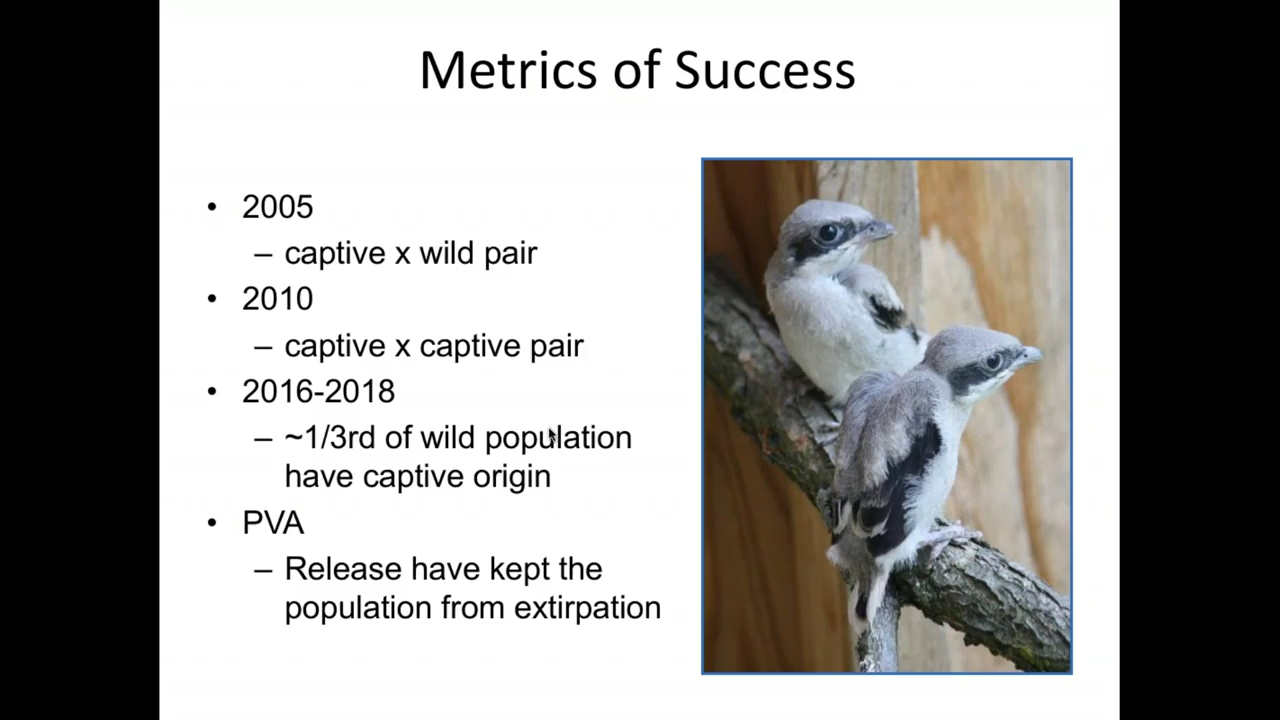 Metrics of Success
• 2005
– captive x wild pair
• 2010
– captive x captive pair
• 2016-2018
– ~1/3rd of wild population
have captive origin
• PVA
– Release have kept the
population from extirpation